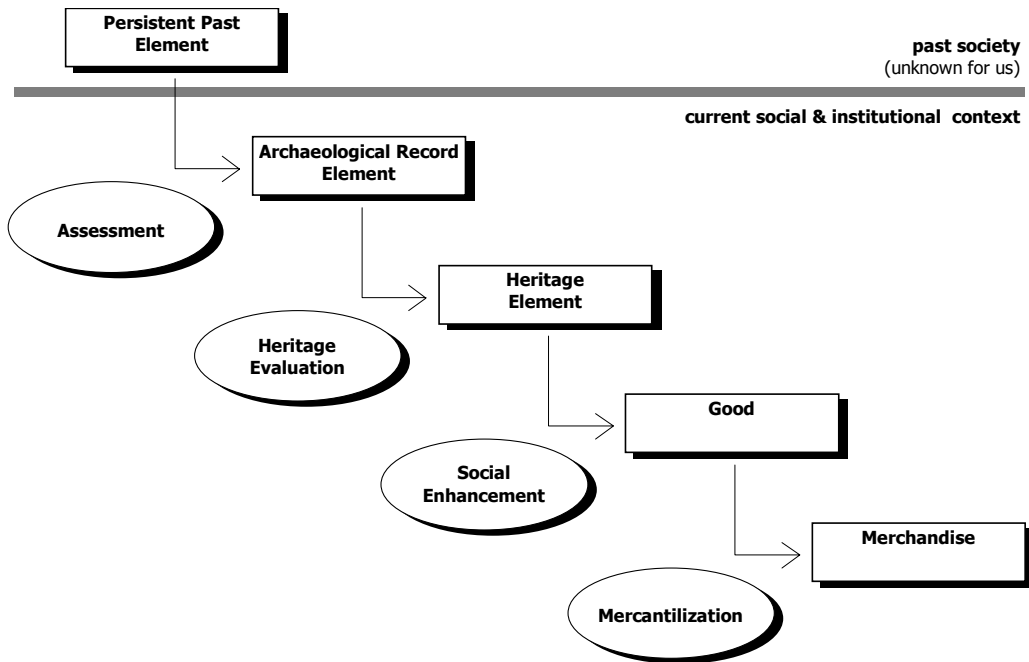 Persistent Past
Element
past society
(unknown for us)
current social & institutional context
Archaeological Record
Element
Assessment
Heritage
Element
Heritage
Evaluation
Good
Social
Enhancement
Merchandise
Mercantilization